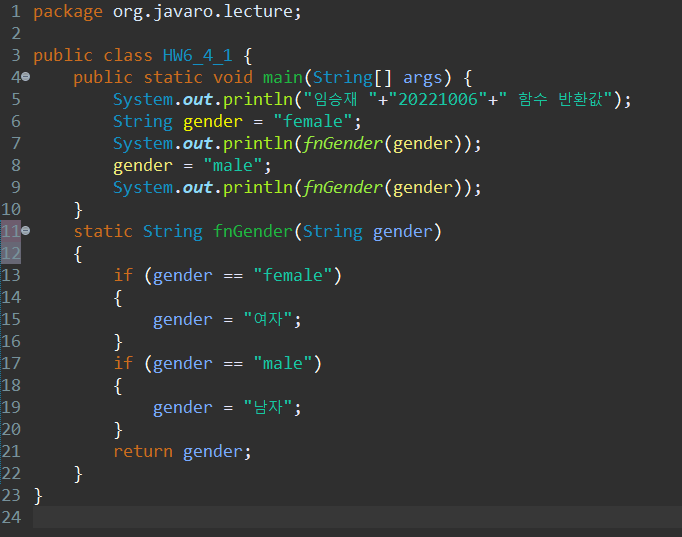 1 package org.javaro.lecture;
2
3 public class HW6_4_1 {
4     public static void main(String[] args) {
5         System.out.println("임승재 "+"20221006"+" 함수 반환값");
6         String gender = "female";
7         System.out.println(fnGender(gender));
8         gender = "male";
9         System.out.println(fnGender(gender));
10     }
11     static String fnGender(String gender)
12     {
13         if (gender == "female")
14         {
15             gender = "여자";
16         }
17         if (gender == "male")
18         {
19             gender = "남자";
20         }
21         return gender;
22     }
23 }
24